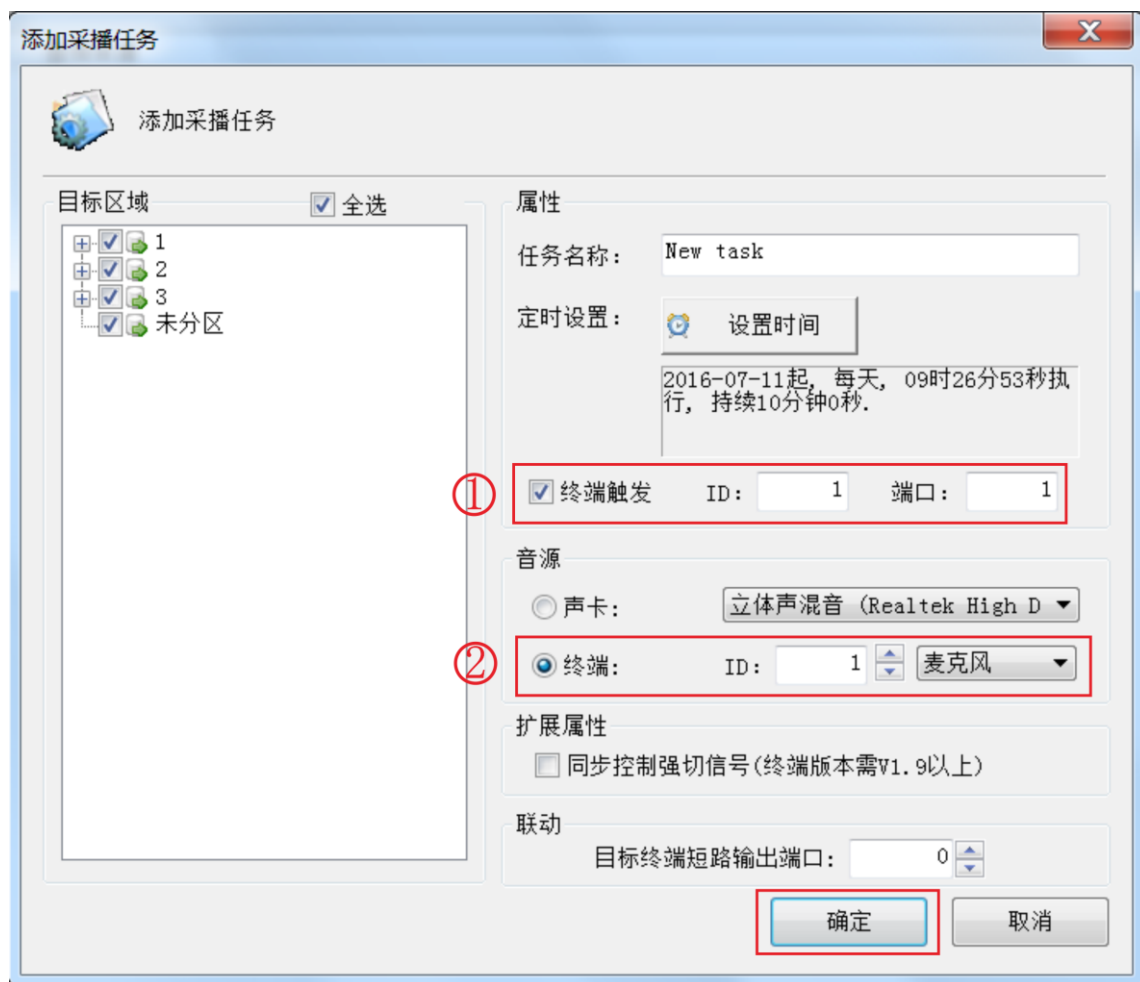 添加采播任务
添加采播任务
目标区域 全选
1
2
3
未分区
属性
任务名称: New task
定时设置: 设置时间
2016-07-11起, 每天, 09时26分53秒执
行, 持续10分钟0秒.
① 终端触发 ID: 1 端口: 1
音源
声卡: 立体声混音 (Realtek High D
② 终端: ID: 1 麦克风
扩展属性
同步控制强切信号(终端版本需V1.9以上)
联动
目标终端短路输出端口: 0
确定 取消